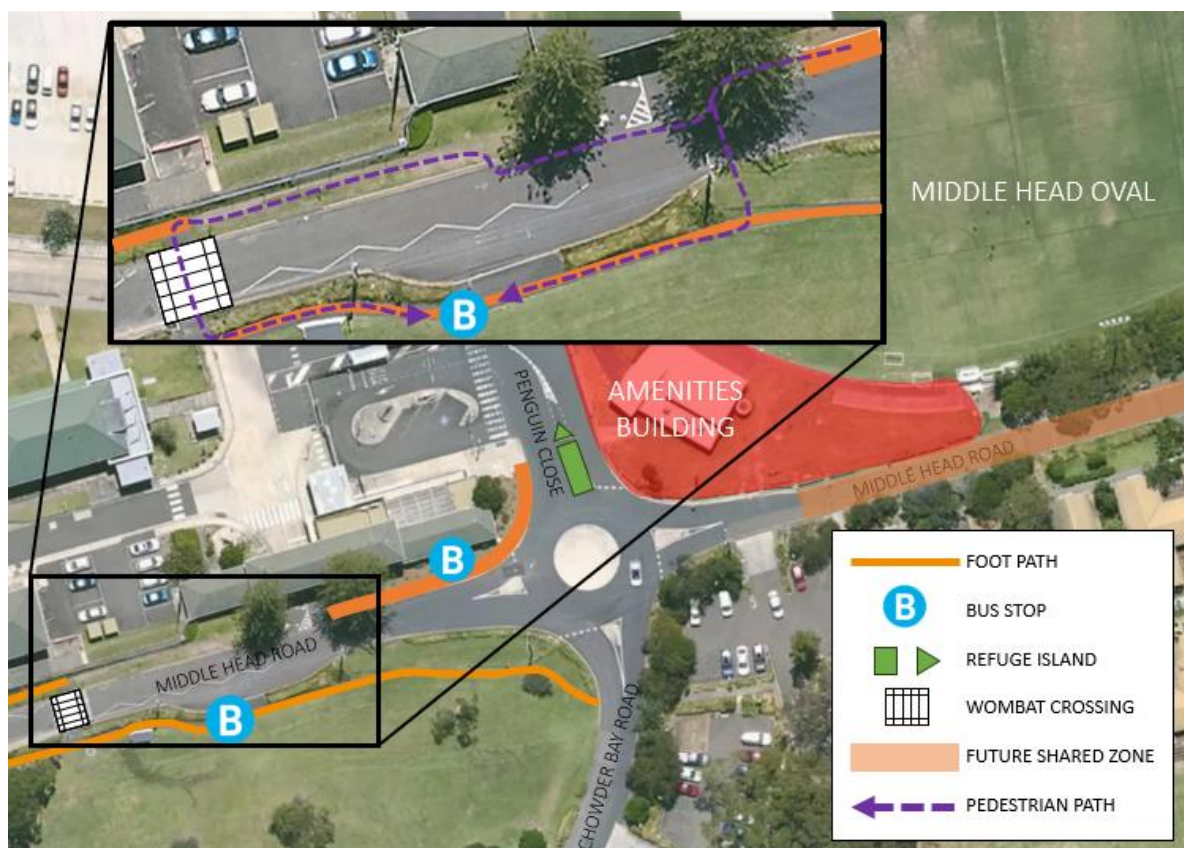 MIDDLE HEAD OVAL
B
PENGUIN CLOSE
AMENITIES
BUILDING
MIDDLE HEAD ROAD
B
MIDDLE HEAD ROAD
B
CHOWDER BAY ROAD
FOOT PATH
B
BUS STOP
REFUGE ISLAND
WOMBAT CROSSING
FUTURE SHARED ZONE
PEDESTRIAN PATH